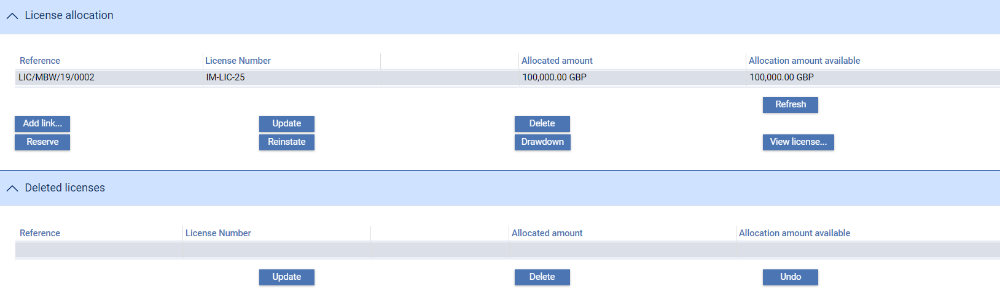 License allocation
Reference License Number Allocated amount Allocation amount available
LIC/MBW/19/0002 IM-LIC-25 100,000.00 GBP 100,000.00 GBP
Refresh
Add link... Update Delete
Reserve Reinstate Drawdown View license...
Deleted licenses
Reference License Number Allocated amount Allocation amount available
Update Delete Undo